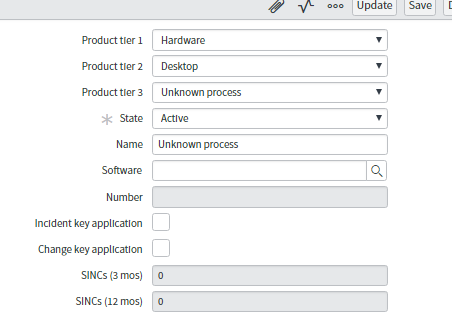 Update Save
Product tier 1 Hardware
Product tier 2 Desktop
Product tier 3 Unknown process
State Active
Name Unknown process
Software
Number
Incident key application
Change key application
SINCs (3 mos) 0
SINCs (12 mos) 0